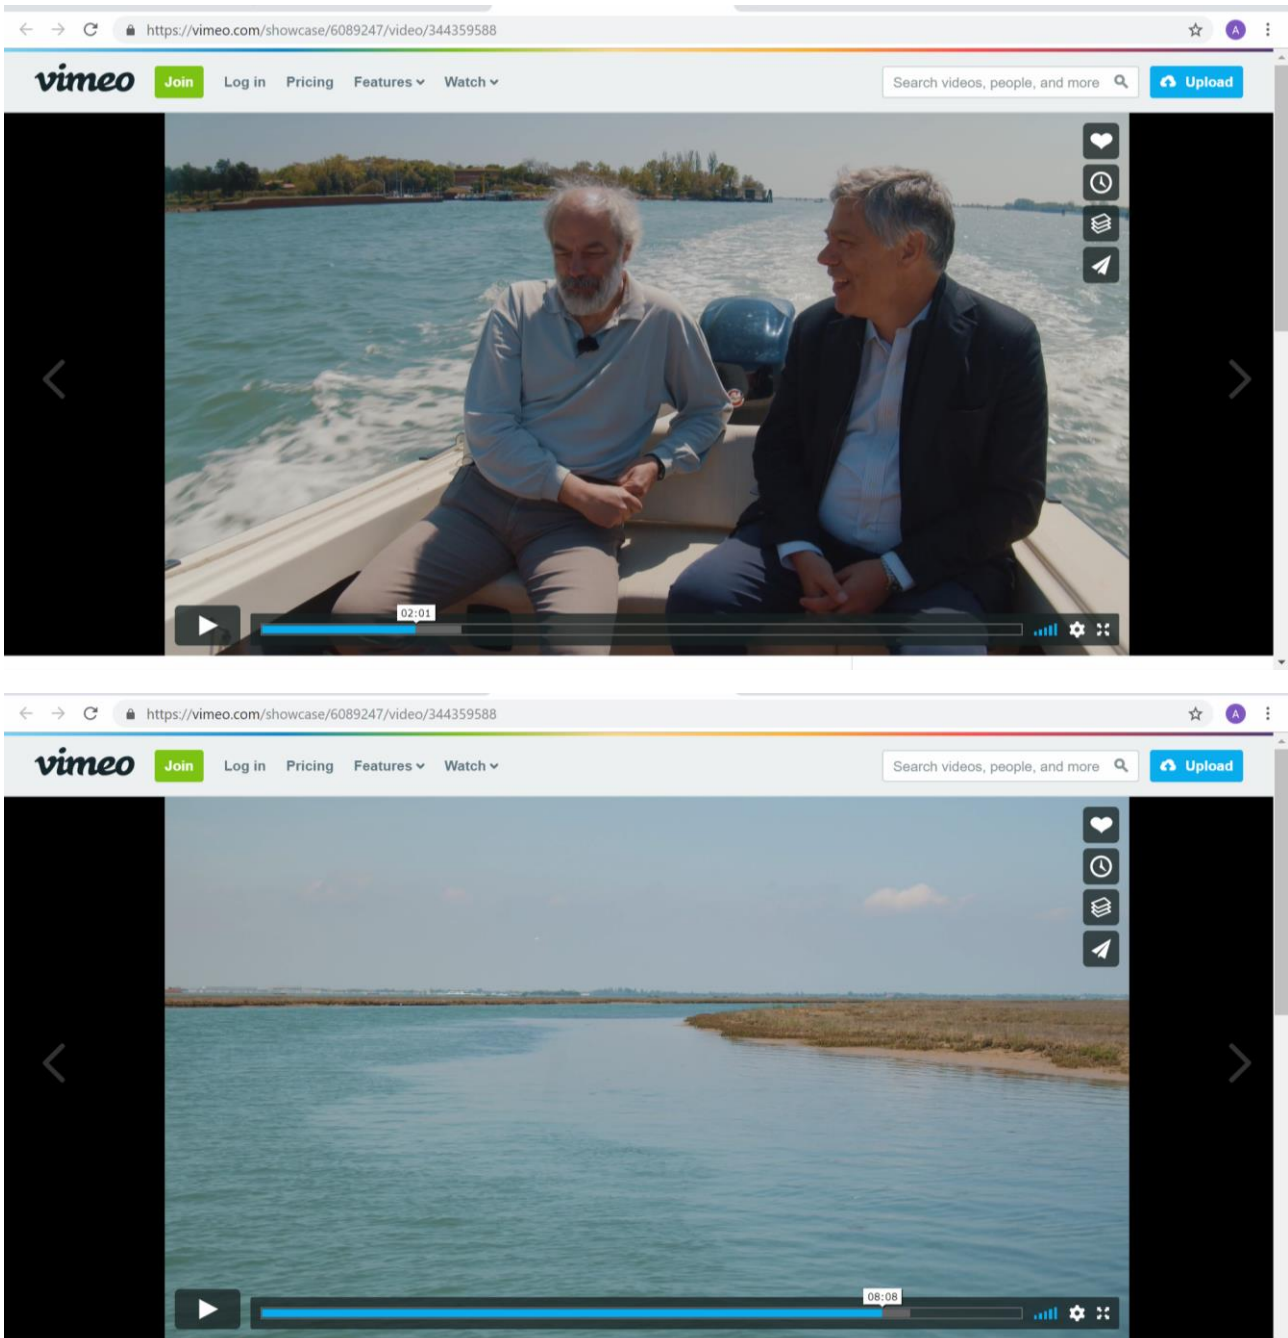 https://vimeo.com/showcase/6089247/video/344359588 A
vimeo Join Log in Pricing Features Watch Search videos, people, and more Upload
02:01
https://vimeo.com/showcase/6089247/video/344359588 A
vimeo Join Log in Pricing Features Watch Search videos, people, and more Upload
08:08